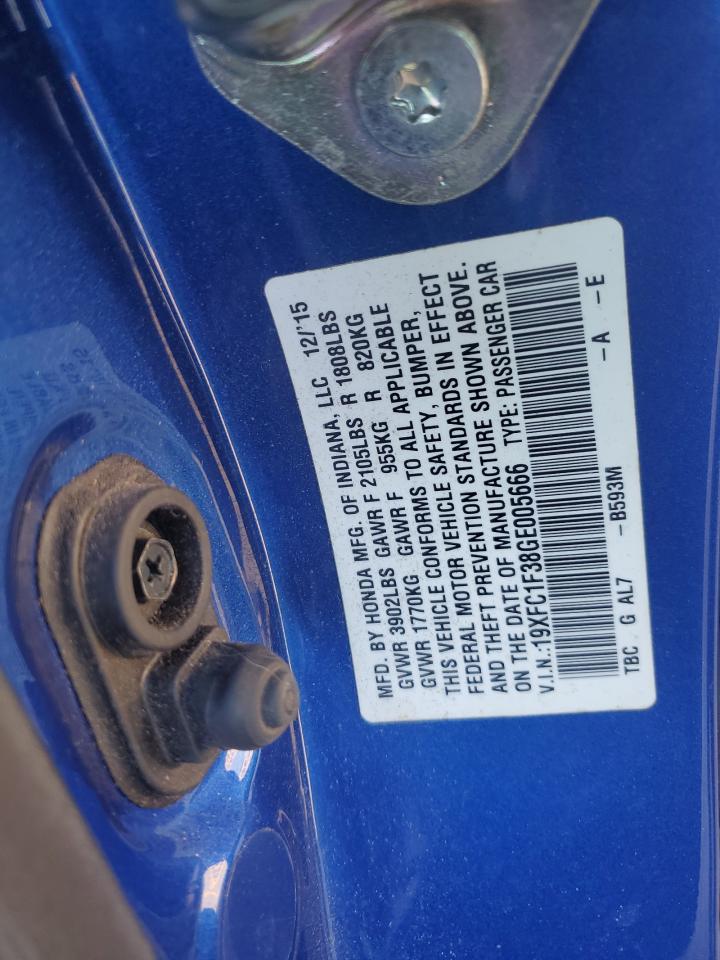 MFD. BY HONDA MFG. OF INDIANA, LLC 12/'15
GVWR 3902LBS GAWR F 2105LBS R 1808LBS
GVWR 1770KG GAWR F 955KG R 820KG
THIS VEHICLE CONFORMS TO ALL APPLICABLE
FEDERAL MOTOR VEHICLE SAFETY, BUMPER,
AND THEFT PREVENTION STANDARDS IN EFFECT
ON THE DATE OF MANUFACTURE SHOWN ABOVE.
V.I.N.:19XFC1F38GE005666 TYPE: PASSENGER CAR
TBC G AL7 -B593M -A -E